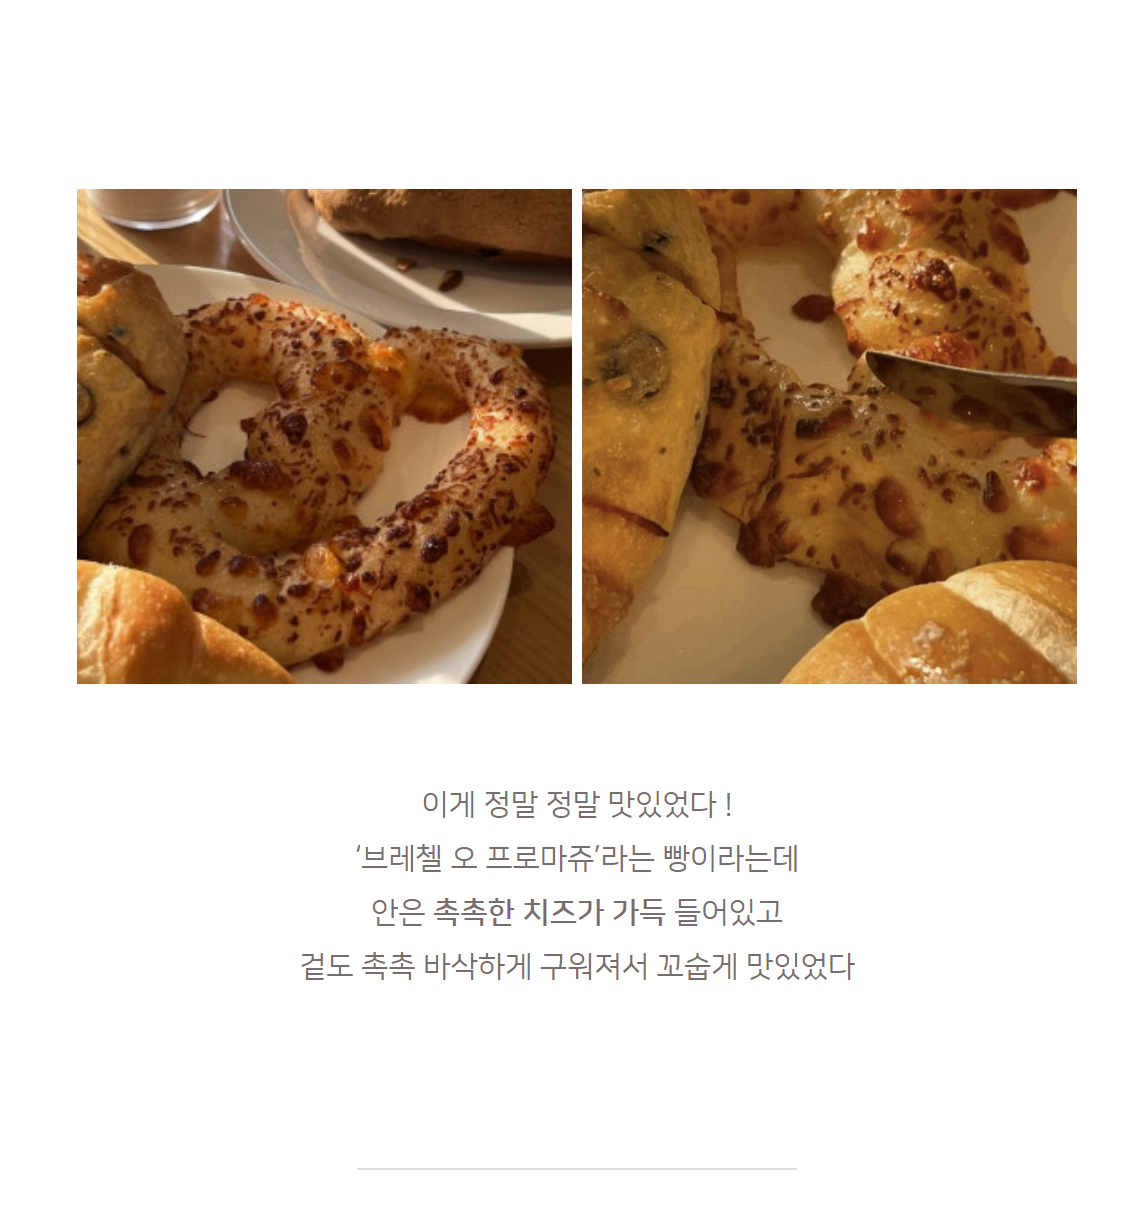 이게 정말 정말 맛있었다 !
‘브레첼 오 프로마쥬’라는 빵이라는데
안은 촉촉한 치즈가 가득 들어있고
겉도 촉촉 바삭하게 구워져서 꼬숩게 맛있었다